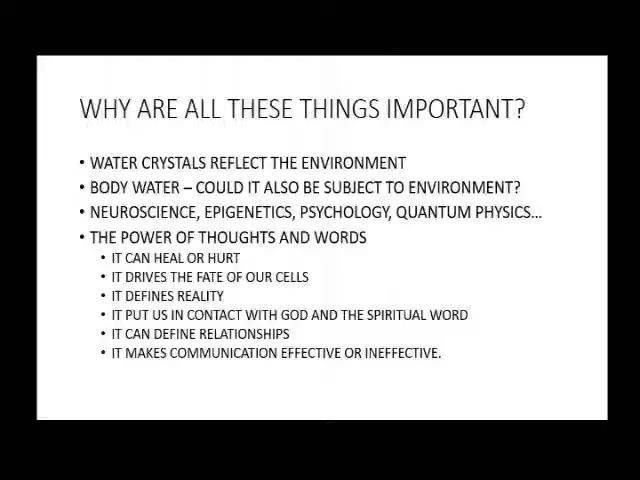 WHY ARE ALL THESE THINGS IMPORTANT?
• WATER CRYSTALS REFLECT THE ENVIRONMENT
• BODY WATER – COULD IT ALSO BE SUBJECT TO ENVIRONMENT?
• NEUROSCIENCE, EPIGENETICS, PSYCHOLOGY, QUANTUM PHYSICS...
• THE POWER OF THOUGHTS AND WORDS
• IT CAN HEAL OR HURT
• IT DRIVES THE FATE OF OUR CELLS
• IT DEFINES REALITY
• IT PUT US IN CONTACT WITH GOD AND THE SPIRITUAL WORD
• IT CAN DEFINE RELATIONSHIPS
• IT MAKES COMMUNICATION EFFECTIVE OR INEFFECTIVE.